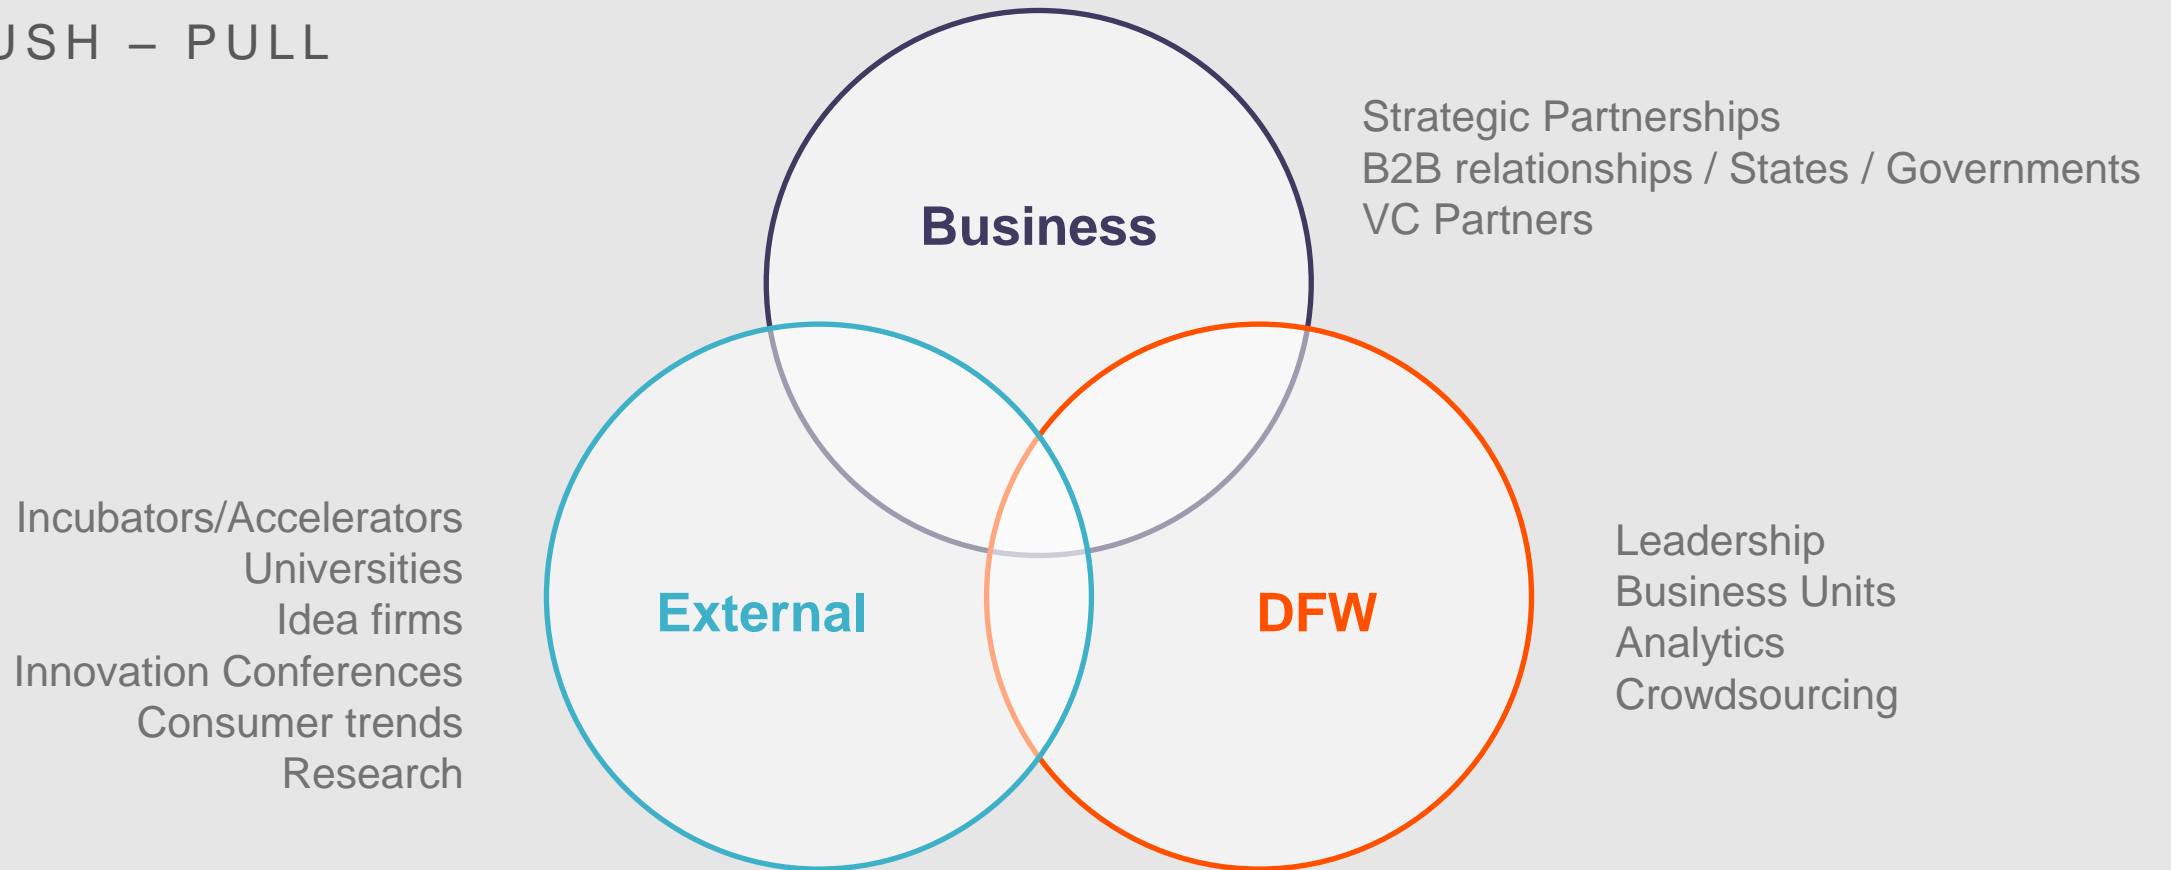 USH – PULL
Strategic Partnerships
B2B relationships / States / Governments
VC Partners
Business
Incubators/Accelerators
Universities
Idea firms
Innovation Conferences
Consumer trends
Research
External
DFW
Leadership
Business Units
Analytics
Crowdsourcing